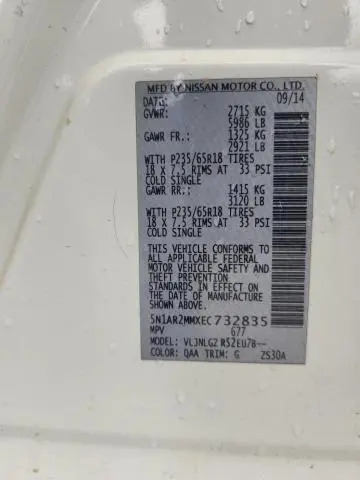 MFD BY NISSAN MOTOR CO., LTD.
DATE: 09/14
GVWR: 2715 KG
5986 LB
GAWR FR.: 1325 KG
2921 LB
WITH P235/65R18 TIRES
18 X 7.5 RIMS AT 33 PSI
COLD SINGLE
GAWR RR.: 1415 KG
3120 LB
WITH P235/65R18 TIRES
18 X 7.5 RIMS AT 33 PSI
COLD SINGLE
THIS VEHICLE CONFORMS TO
ALL APPLICABLE FEDERAL
MOTOR VEHICLE SAFETY AND
THEFT PREVENTION
STANDARDS IN EFFECT ON
THE DATE OF MANUFACTURE
SHOWN ABOVE.
5N1AR2MMXEC732835
MPV 677
MODEL: VLJNLGZ R52EU7B--
COLOR: QAA TRIM: G ZS30A